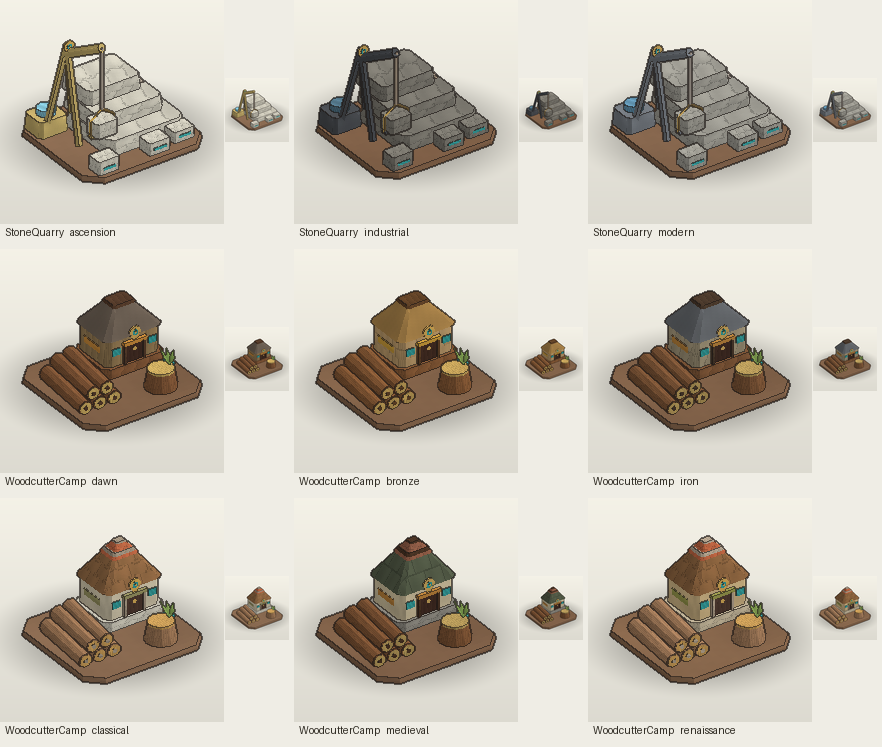 StoneQuarry ascension
StoneQuarry industrial
StoneQuarry modern
WoodcutterCamp dawn
WoodcutterCamp bronze
WoodcutterCamp iron
WoodcutterCamp classical
WoodcutterCamp medieval
WoodcutterCamp renaissance